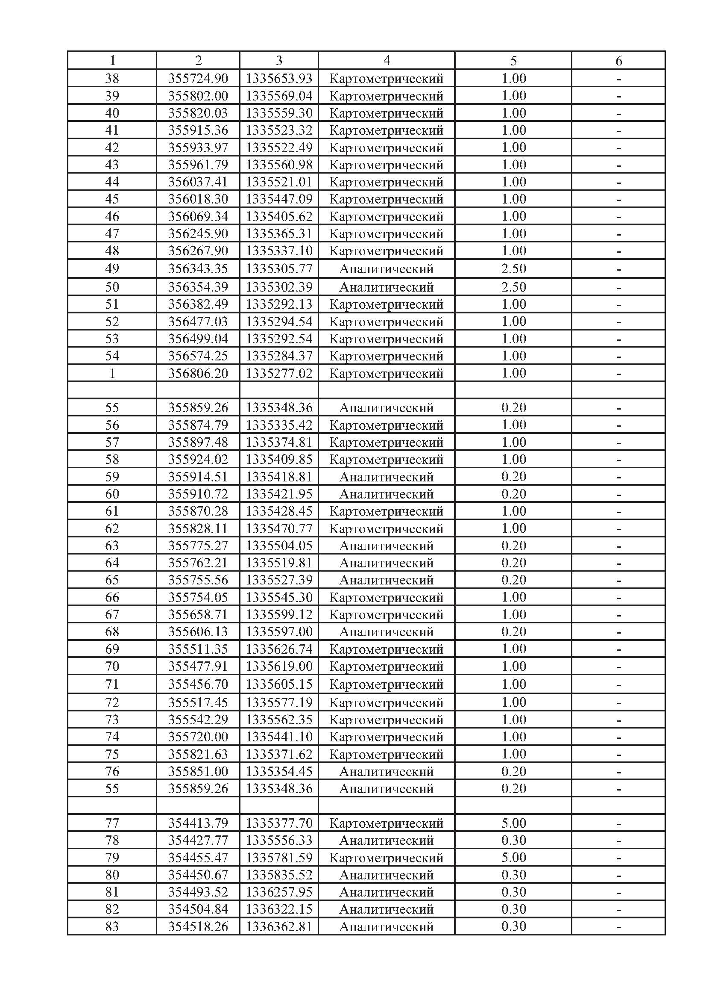 1 2 3 4 5 6
38 355724.90 1335653.93 Картометрический 1.00 -
39 355802.00 1335569.04 Картометрический 1.00 -
40 355820.03 1335559.30 Картометрический 1.00 -
41 355915.36 1335523.32 Картометрический 1.00 -
42 355933.97 1335522.49 Картометрический 1.00 -
43 355961.79 1335560.98 Картометрический 1.00 -
44 356037.41 1335521.01 Картометрический 1.00 -
45 356018.30 1335447.09 Картометрический 1.00 -
46 356069.34 1335405.62 Картометрический 1.00 -
47 356245.90 1335365.31 Картометрический 1.00 -
48 356267.90 1335337.10 Картометрический 1.00 -
49 356343.35 1335305.77 Аналитический 2.50 -
50 356354.39 1335302.39 Аналитический 2.50 -
51 356382.49 1335292.13 Картометрический 1.00 -
52 356477.03 1335294.54 Картометрический 1.00 -
53 356499.04 1335292.54 Картометрический 1.00 -
54 356574.25 1335284.37 Картометрический 1.00 -
1 356806.20 1335277.02 Картометрический 1.00 -
55 355859.26 1335348.36 Аналитический 0.20 -
56 355874.79 1335335.42 Картометрический 1.00 -
57 355897.48 1335374.81 Картометрический 1.00 -
58 355924.02 1335409.85 Картометрический 1.00 -
59 355914.51 1335418.81 Аналитический 0.20 -
60 355910.72 1335421.95 Аналитический 0.20 -
61 355870.28 1335428.45 Картометрический 1.00 -
62 355828.11 1335470.77 Картометрический 1.00 -
63 355775.27 1335504.05 Аналитический 0.20 -
64 355762.21 1335519.81 Аналитический 0.20 -
65 355755.56 1335527.39 Аналитический 0.20 -
66 355754.05 1335545.30 Картометрический 1.00 -
67 355658.71 1335599.12 Картометрический 1.00 -
68 355606.13 1335597.00 Аналитический 0.20 -
69 355511.35 1335626.74 Картометрический 1.00 -
70 355477.91 1335619.00 Картометрический 1.00 -
71 355456.70 1335605.15 Картометрический 1.00 -
72 355517.45 1335577.19 Картометрический 1.00 -
73 355542.29 1335562.35 Картометрический 1.00 -
74 355720.00 1335441.10 Картометрический 1.00 -
75 355821.63 1335371.62 Картометрический 1.00 -
76 355851.00 1335354.45 Аналитический 0.20 -
55 355859.26 1335348.36 Аналитический 0.20 -
77 354413.79 1335377.70 Картометрический 5.00 -
78 354427.77 1335556.33 Аналитический 0.30 -
79 354455.47 1335781.59 Картометрический 5.00 -
80 354450.67 1335835.52 Аналитический 0.30 -
81 354493.52 1336257.95 Аналитический 0.30 -
82 354504.84 1336322.15 Аналитический 0.30 -
83 354518.26 1336362.81 Аналитический 0.30 -